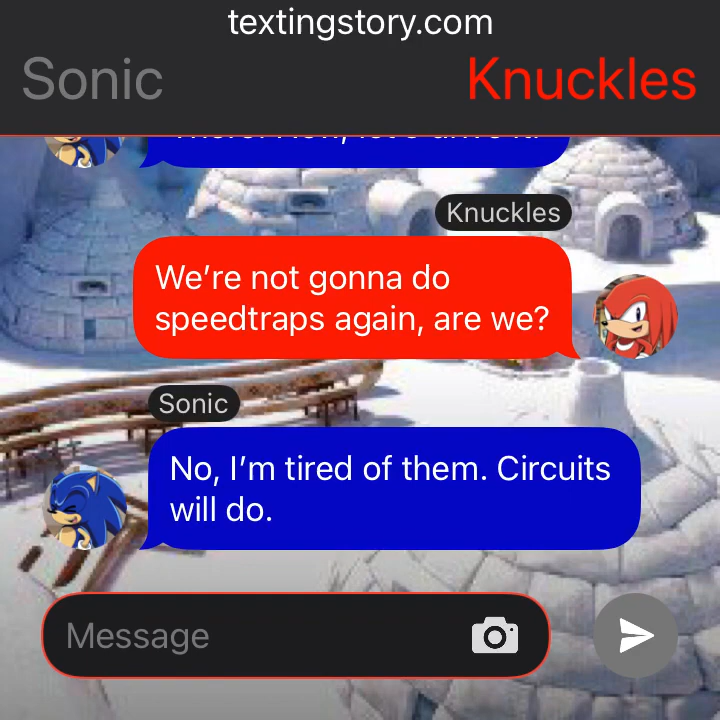 textingstory.com
Sonic
Knuckles
Knuckles
We’re not gonna do
speedtraps again, are we?
Sonic
No, I’m tired of them. Circuits
will do.
Message